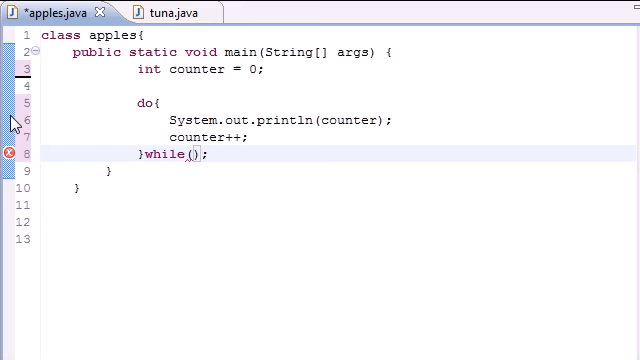 *apples.java tuna.java
1 class apples{
2 public static void main(String[] args) {
3 int counter = 0;
4
5 do{
6 System.out.println(counter);
7 counter++;
8 }while();
9 }
10 }
11
12
13